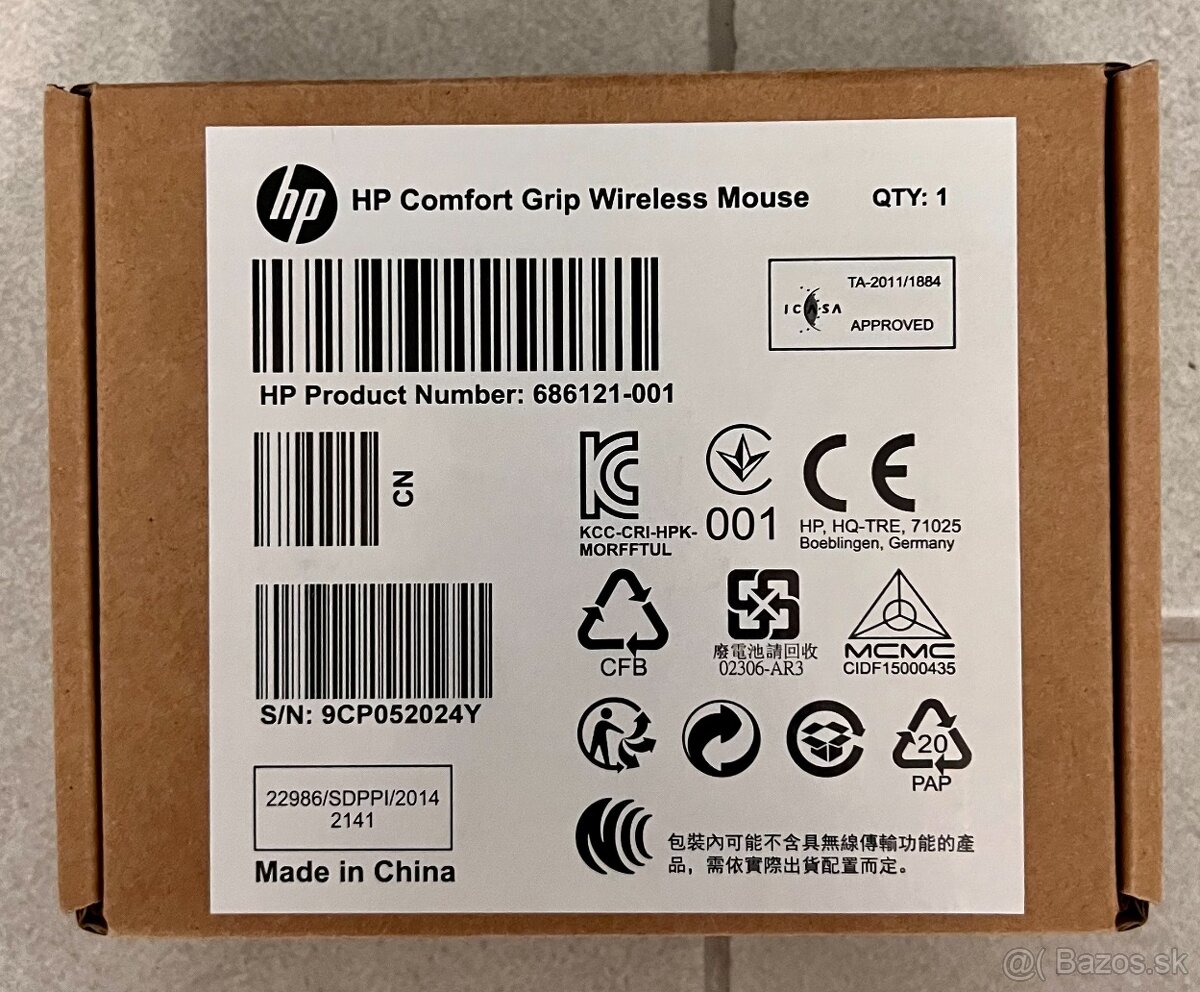 hp
HP Comfort Grip Wireless Mouse
QTY: 1
ICASA
TA-2011/1884
APPROVED
HP Product Number: 686121-001
CN
KCC-CRI-HPK-
MORFFTUL
001
CE
HP, HQ-TRE, 71025
Boeblingen, Germany
CFB
廢電池請回收
02306-AR3
MCMC
CIDF15000435
S/N: 9CP052024Y
20
PAP
22986/SDPPI/2014
2141
Made in China
包裝內可能不含具無線傳輸功能的產
品，需依實際出貨配置而定。
@( Bazos.sk